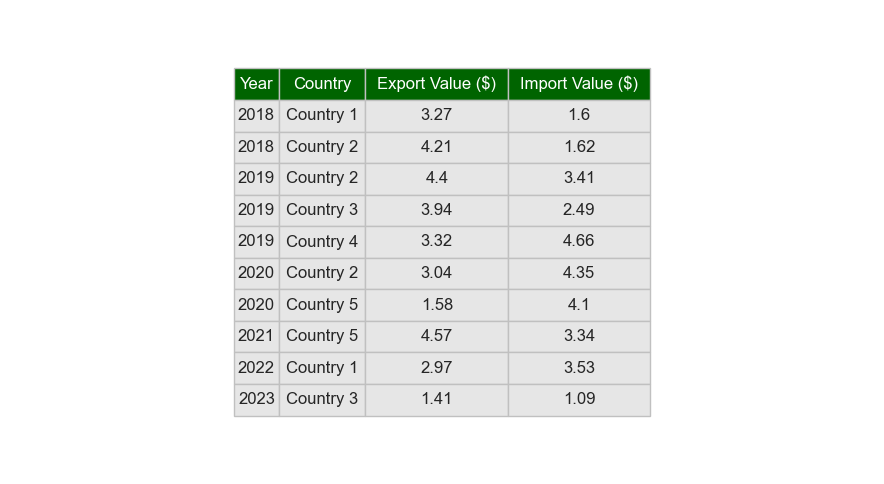 Year Country Export Value ($) Import Value ($)
2018 Country 1 3.27 1.6
2018 Country 2 4.21 1.62
2019 Country 2 4.4 3.41
2019 Country 3 3.94 2.49
2019 Country 4 3.32 4.66
2020 Country 2 3.04 4.35
2020 Country 5 1.58 4.1
2021 Country 5 4.57 3.34
2022 Country 1 2.97 3.53
2023 Country 3 1.41 1.09